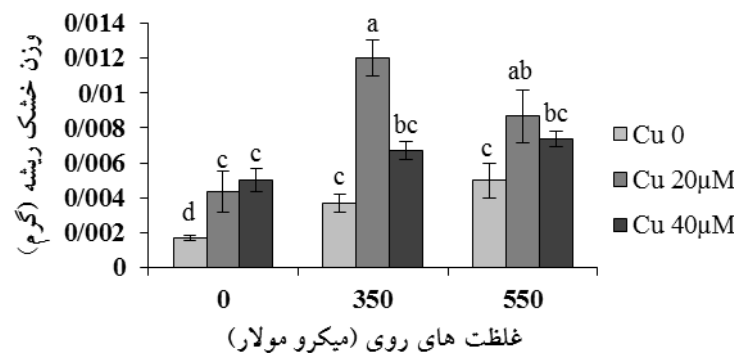 وزن خشک ریشه (گرم)
0/014
0/012
0/01
0/008
0/006
0/004
0/002
0
d
c
c
c
a
bc
c
ab
bc
0
350
550
غلظت های روی (میکرو مولار)
Cu 0
Cu 20µM
Cu 40µM